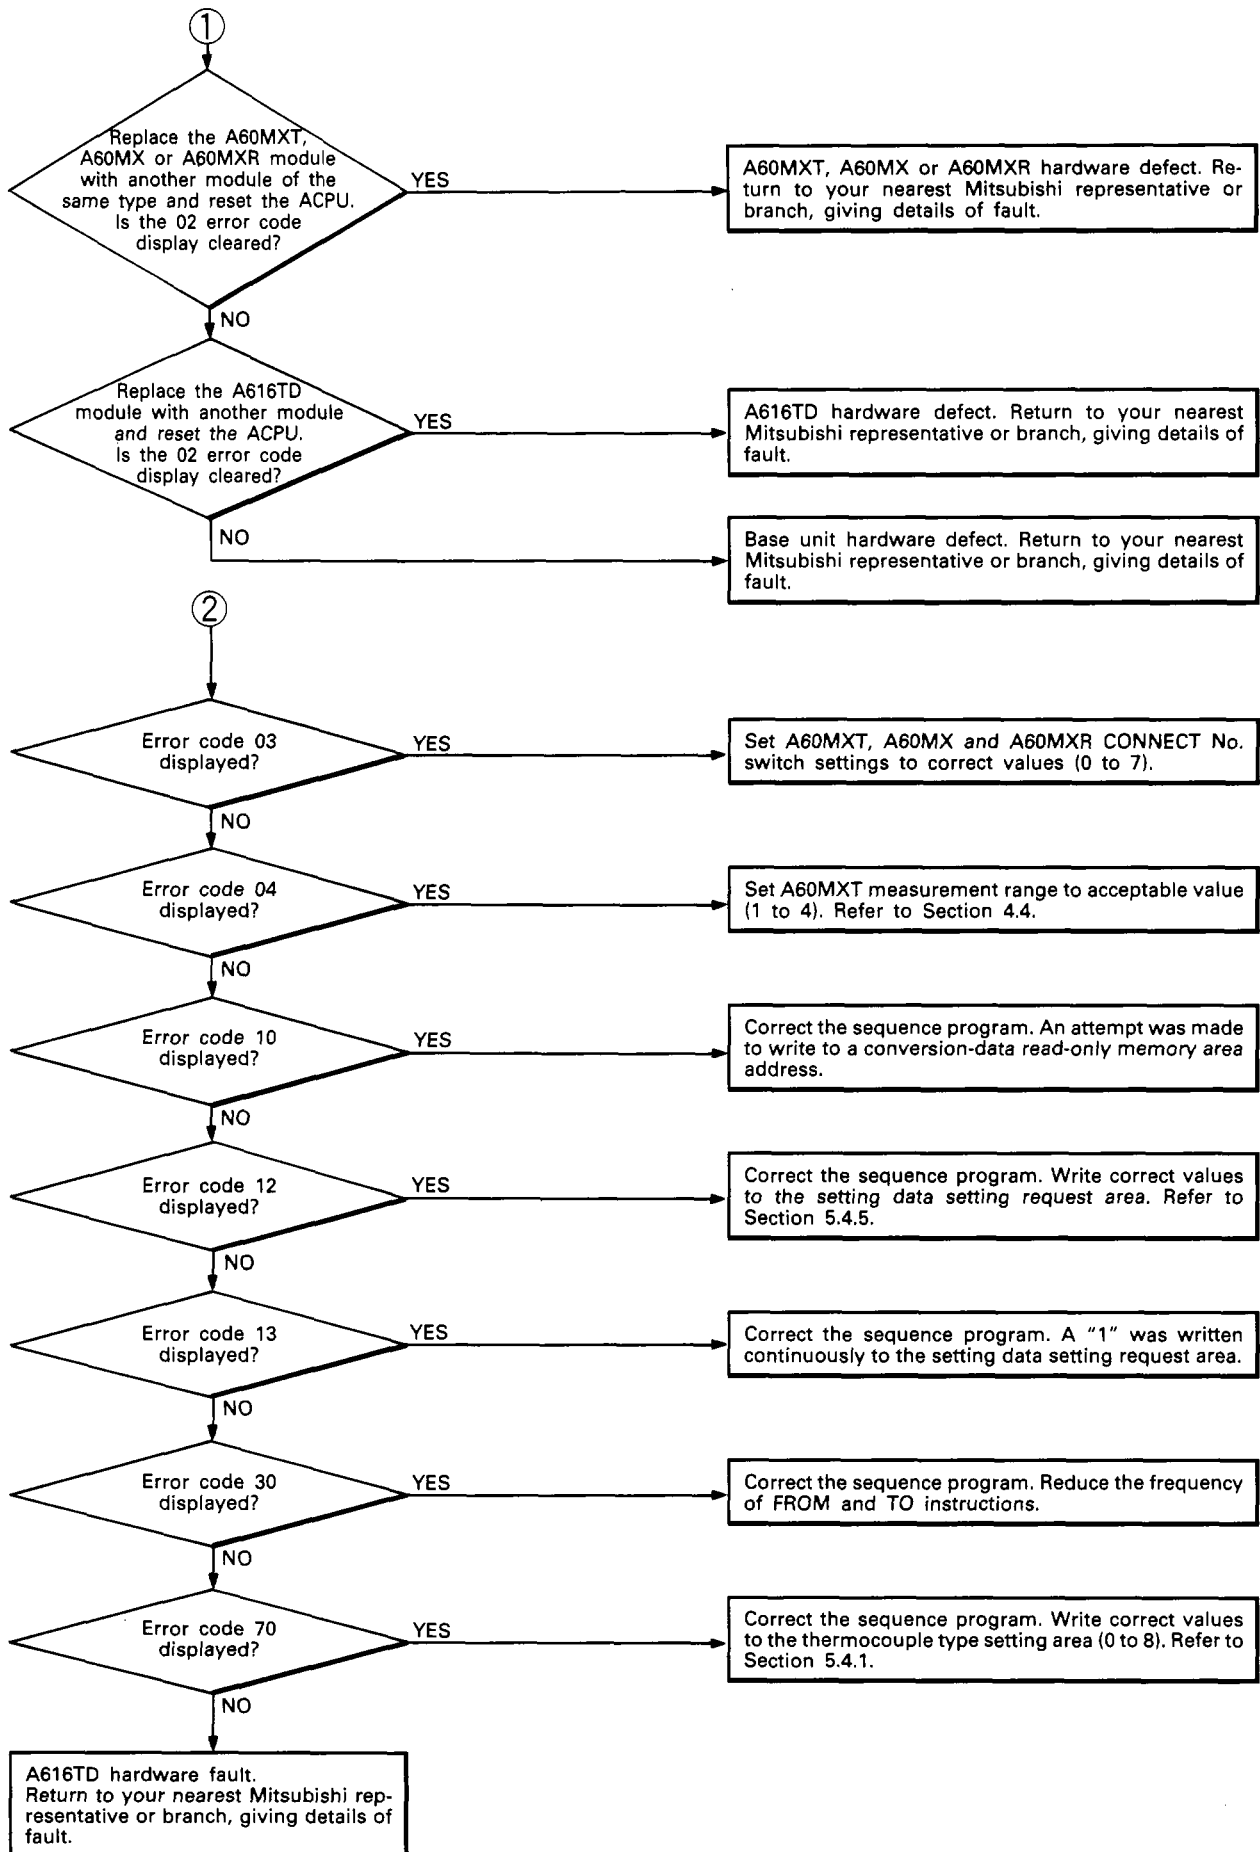 1
Replace the A60MXT,
A60MX or A60MXR module
with another module of the
same type and reset the ACPU.
Is the 02 error code
display cleared?
YES
A60MXT, A60MX or A60MXR hardware defect. Re-
turn to your nearest Mitsubishi representative or
branch, giving details of fault.
NO
Replace the A616TD
module with another module
and reset the ACPU.
Is the 02 error code
display cleared?
YES
A616TD hardware defect. Return to your nearest
Mitsubishi representative or branch, giving details of
fault.
NO
Base unit hardware defect. Return to your nearest
Mitsubishi representative or branch, giving details of
fault.
2
Error code 03
displayed?
YES
Set A60MXT, A60MX and A60MXR CONNECT No.
switch settings to correct values (0 to 7).
NO
Error code 04
displayed?
YES
Set A60MXT measurement range to acceptable value
(1 to 4). Refer to Section 4.4.
NO
Error code 10
displayed?
YES
Correct the sequence program. An attempt was made
to write to a conversion-data read-only memory area
address.
NO
Error code 12
displayed?
YES
Correct the sequence program. Write correct values
to the setting data setting request area. Refer to
Section 5.4.5.
NO
Error code 13
displayed?
YES
Correct the sequence program. A "1" was written
continuously to the setting data setting request area.
NO
Error code 30
displayed?
YES
Correct the sequence program. Reduce the frequency
of FROM and TO instructions.
NO
Error code 70
displayed?
YES
Correct the sequence program. Write correct values
to the thermocouple type setting area (0 to 8). Refer to
Section 5.4.1.
NO
A616TD hardware fault.
Return to your nearest Mitsubishi rep-
resentative or branch, giving details of
fault.